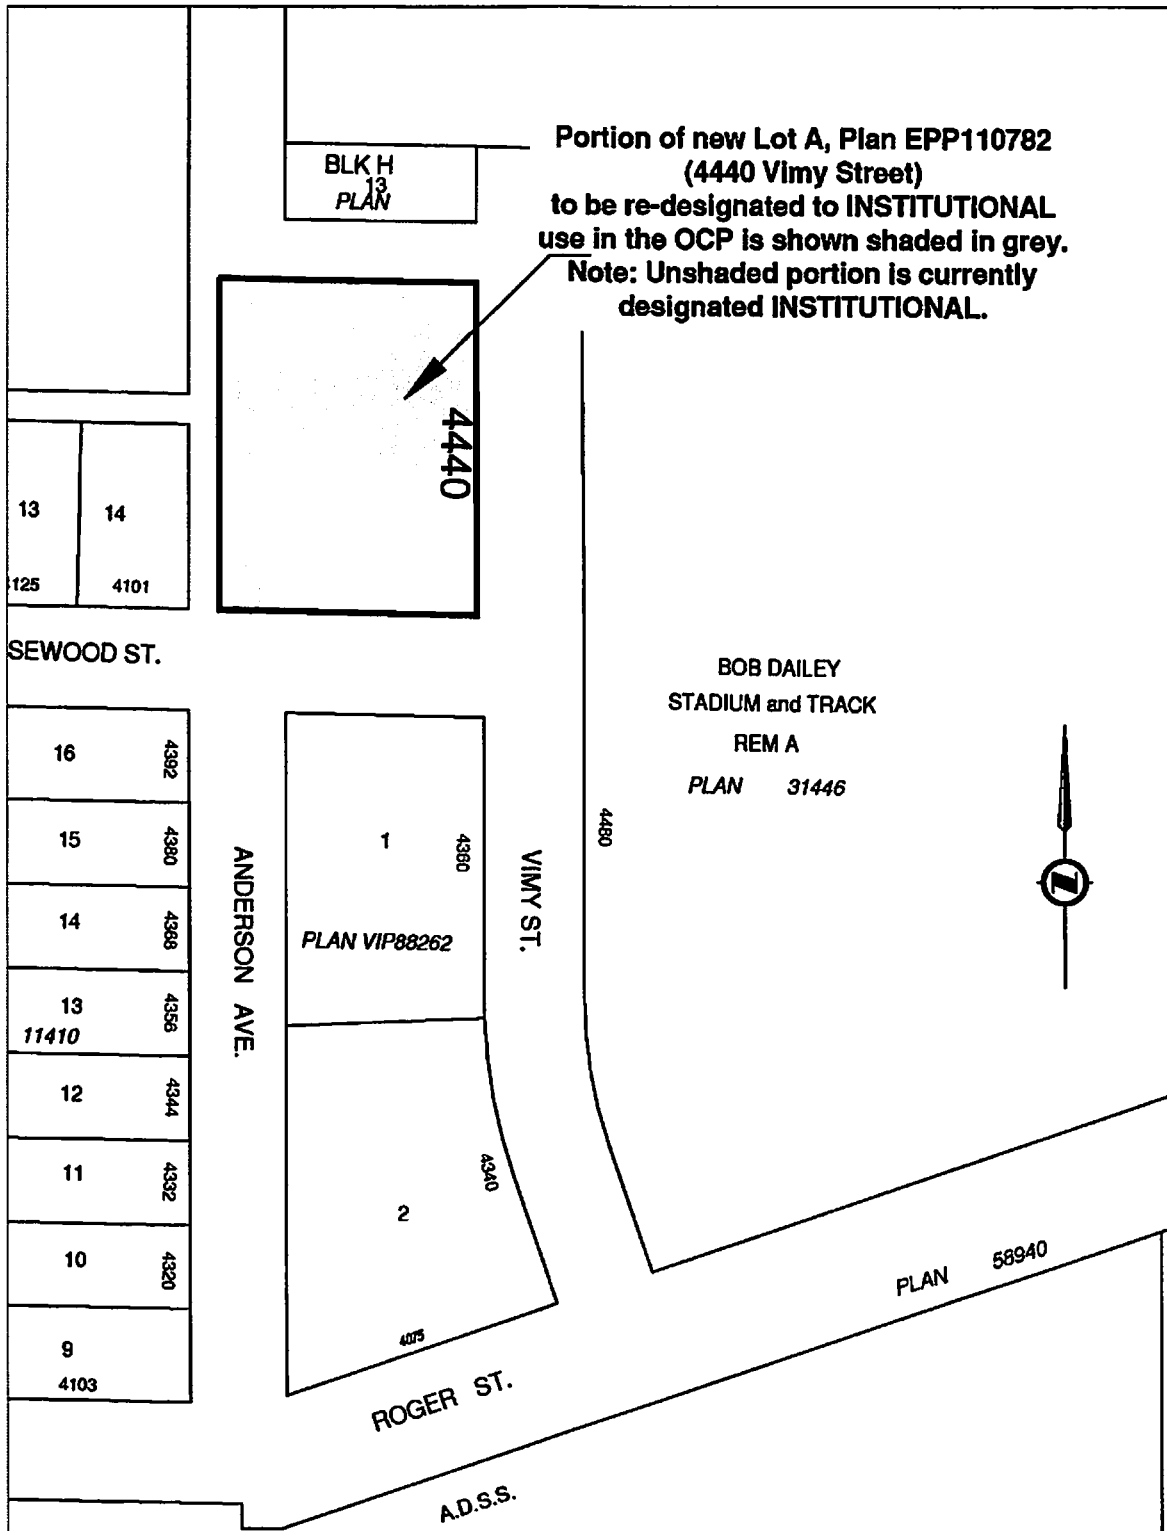 Portion of new Lot A, Plan EPP110782
(4440 Vimy Street)
to be re-designated to INSTITUTIONAL
use in the OCP is shown shaded in grey.
Note: Unshaded portion is currently
designated INSTITUTIONAL.
BLK H
13
PLAN
4440
13
14
4101
SEWOOD ST.
BOB DAILEY
STADIUM and TRACK
REM A
PLAN 31446
16
4392
15
4380
14
4368
13
4356
11410
12
4344
11
4332
10
4320
9
4103
ANDERSON AVE.
1
4360
PLAN VIP88262
VIMY ST.
4480
2
4340
4075
ROGER ST.
PLAN 58940
A.D.S.S.
Z